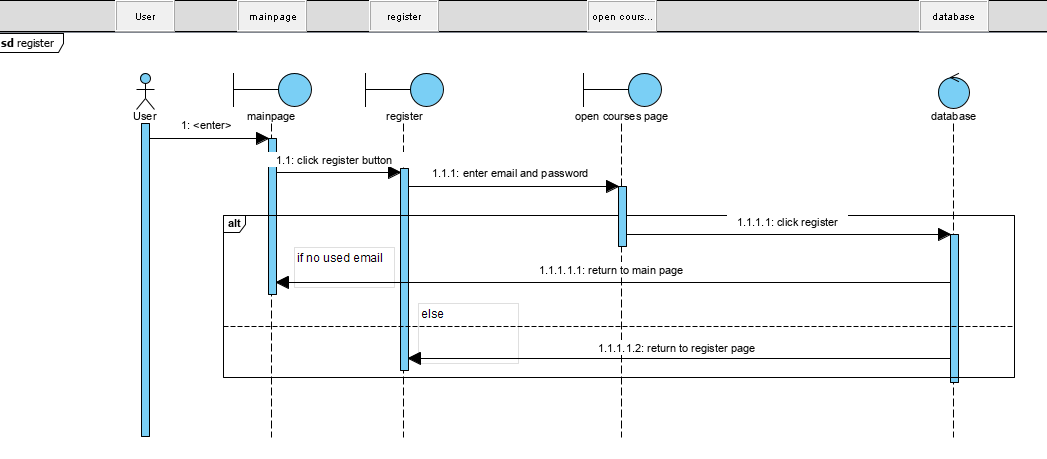 User
mainpage
register
open cours...
database
sd register
User
mainpage
register
open courses page
database
1: <enter>
1.1: click register button
1.1.1: enter email and password
alt
1.1.1.1: click register
if no used email
1.1.1.1.1: return to main page
else
1.1.1.1.2: return to register page